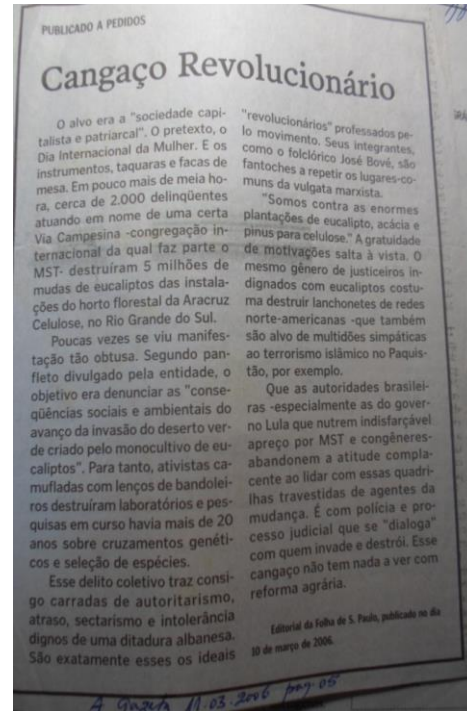 PUBLICADO A PEDIDOS
Cangaço Revolucionário
O alvo era a "sociedade capi-
talista e patriarcal". O pretexto, o
Dia Internacional da Mulher. E os
instrumentos, taquaras e facas de
mesa. Em pouco mais de meia ho-
ra, cerca de 2.000 delinqüentes
atuando em nome de uma certa
Via Campesina -congregação in-
ternacional da qual faz parte o
MST- destruíram 5 milhões de
mudas de eucaliptos das instala-
ções do horto florestal da Aracruz
Celulose, no Rio Grande do Sul.
Poucas vezes se viu manifes-
tação tão obtusa. Segundo pan-
fleto divulgado pela entidade, o
objetivo era denunciar as "conse-
qüências sociais e ambientais do
avanço da invasão do deserto ver-
de criado pelo monocultivo de eu-
caliptos". Para tanto, ativistas ca-
mufladas com lenços de bandolei-
ros destruíram laboratórios e pes-
quisas em curso havia mais de 20
anos sobre cruzamentos genéti-
cos e seleção de espécies.
Esse delito coletivo traz consi-
go carradas de autoritarismo,
atraso, sectarismo e intolerância
dignos de uma ditadura albanesa.
São exatamente esses os ideais
"revolucionários" professados pe-
lo movimento. Seus integrantes,
como o folclórico José Bové, são
fantoches a repetir os lugares-co-
muns da vulgata marxista.
"Somos contra as enormes
plantações de eucalipto, acácia e
pinus para celulose." A gratuidade
de motivações salta à vista. O
mesmo gênero de justiceiros in-
dignados com eucaliptos costu-
ma destruir lanchonetes de redes
norte-americanas -que também
são alvo de multidões simpáticas
ao terrorismo islâmico no Paquis-
tão, por exemplo.
Que as autoridades brasilei-
ras -especialmente as do gover-
no Lula que nutrem indisfarçável
apreço por MST e congêneres-
abandonem a atitude compla-
cente ao lidar com essas quadri-
lhas travestidas de agentes da
mudança. É com polícia e pro-
cesso judicial que se "dialoga"
com quem invade e destrói. Esse
cangaço não tem nada a ver com
reforma agrária.
Editorial da Folha de S. Paulo, publicado no dia
10 de março de 2006.
A Gazeta 11.03.2006 pag. 05